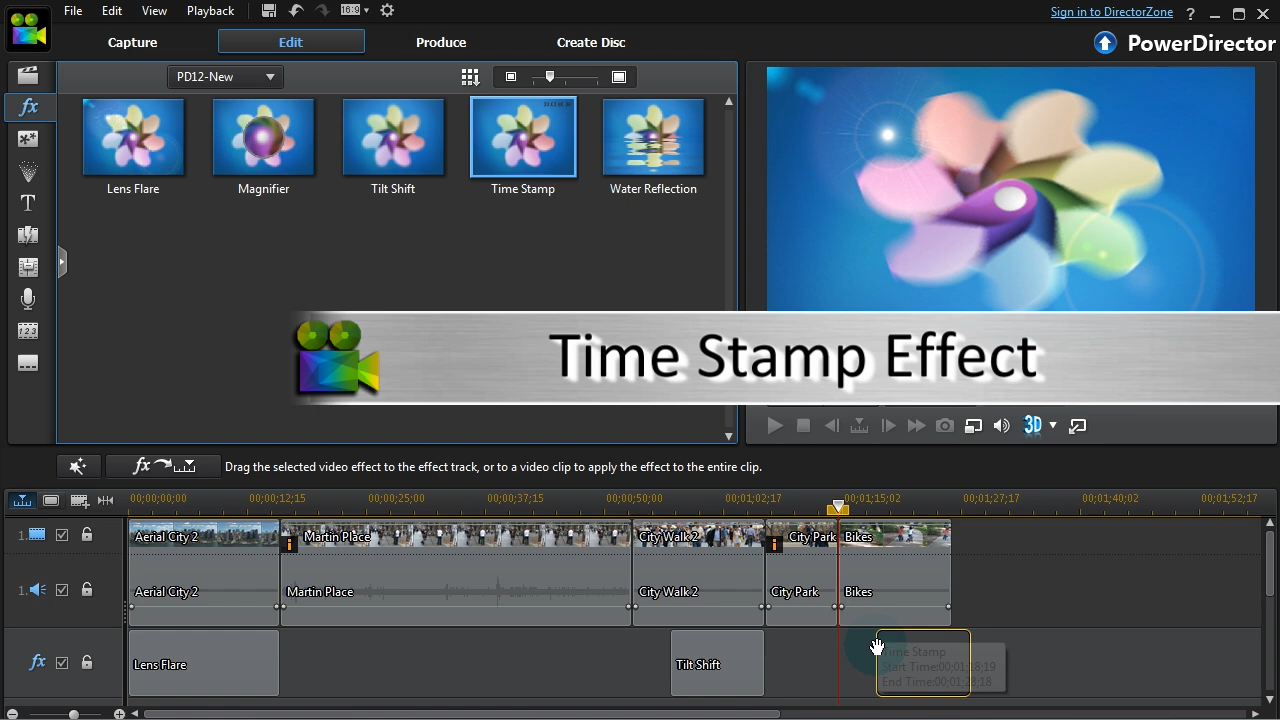 File Edit View Playback 16:9 Sign in to DirectorZone ?
Capture Edit Produce Create Disc PowerDirector
PD12-New
fx
Lens Flare Magnifier Tilt Shift Time Stamp Water Reflection
T
Time Stamp Effect
3D
fx Drag the selected video effect to the effect track, or to a video clip to apply the effect to the entire clip.
00;00;00;00 00;00;12;15 00;00;25;00 00;00;37;15 00;00;50;00 00;01;02;17 00;01;15;02 00;01;27;17 00;01;40;02 00;01;52;17
1. Aerial City 2 i Martin Place City Walk 2 i City Park Bikes
1. Aerial City 2 Martin Place City Walk 2 City Park Bikes
fx Lens Flare Tilt Shift
Time Stamp